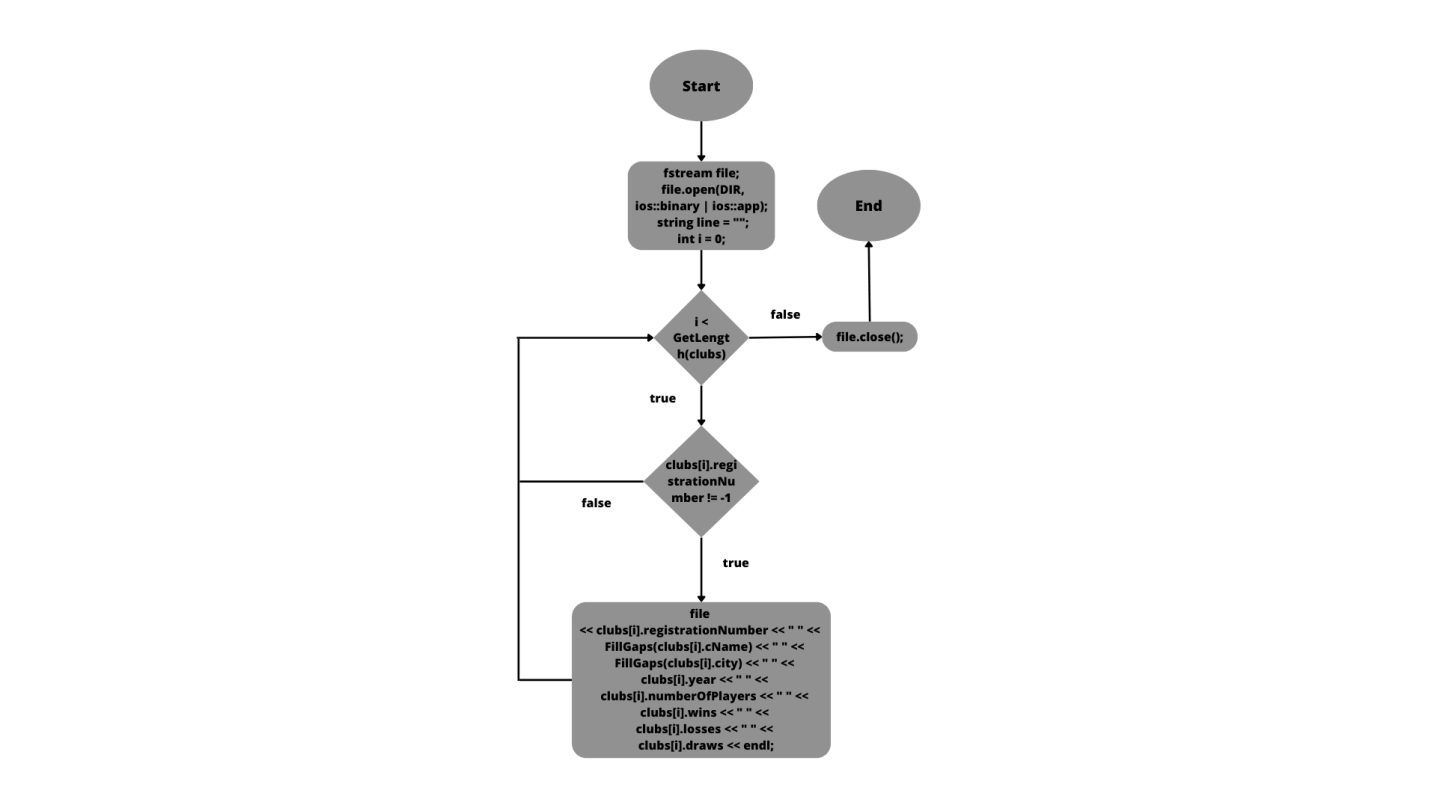 Start
fstream file;
file.open(DIR,
ios::binary | ios::app);
string line = "";
int i = 0;
End
i <
GetLengt
h(clubs)
false
file.close();
true
clubs[i].regi
strationNu
mber != -1
false
true
file
<< clubs[i].registrationNumber << " " <<
FillGaps(clubs[i].cName) << " " <<
FillGaps(clubs[i].city) << " " <<
clubs[i].year << " " <<
clubs[i].numberOfPlayers << " " <<
clubs[i].wins << " " <<
clubs[i].losses << " " <<
clubs[i].draws << endl;